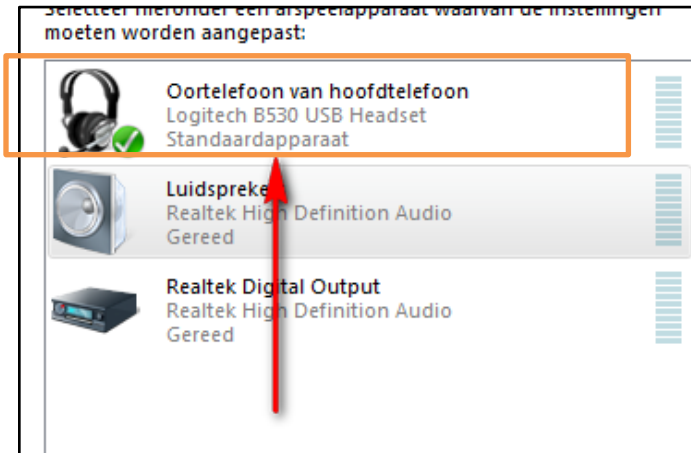 Selecteer hieronder een afspeelapparaat waarvan de instellingen
moeten worden aangepast:
Oortelefoon van hoofdtelefoon
Logitech B530 USB Headset
Standaardapparaat
Luidsprekers
Realtek High Definition Audio
Gereed
Realtek Digital Output
Realtek High Definition Audio
Gereed